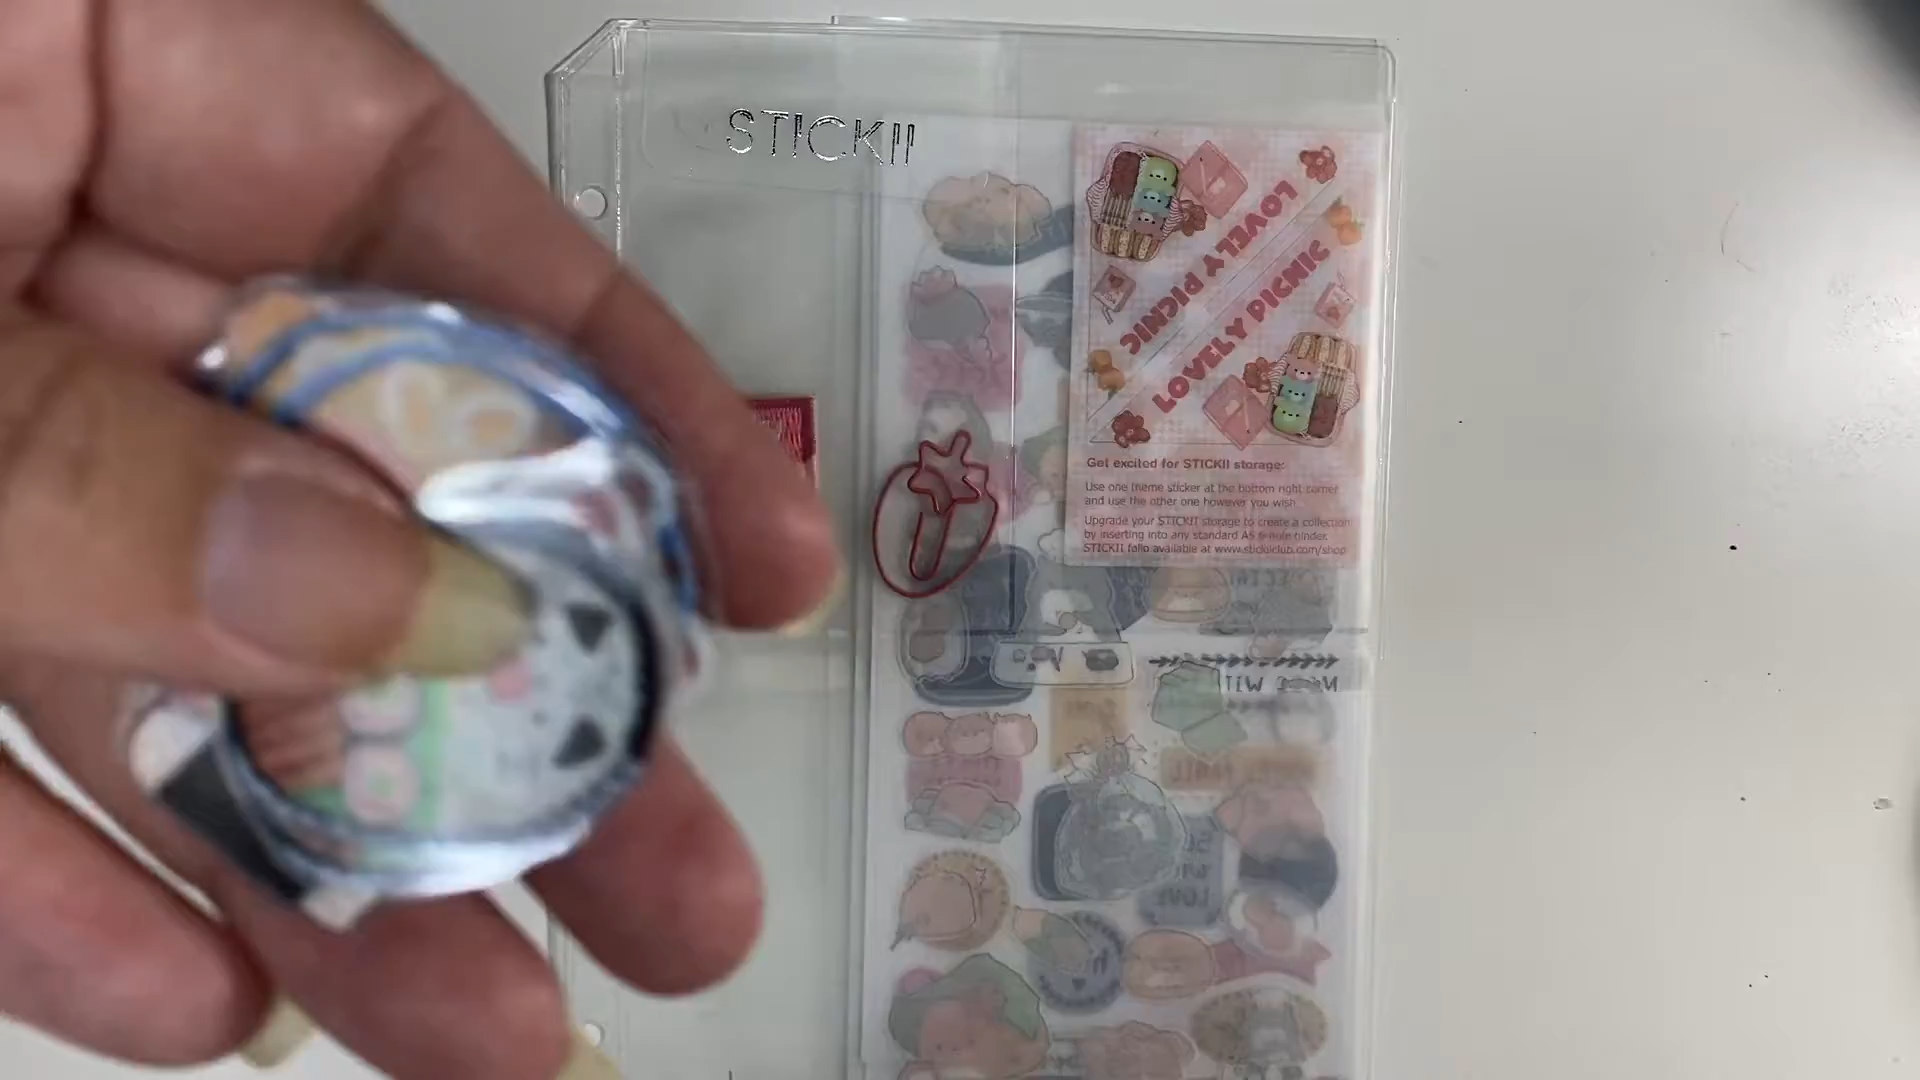 STICKII
LOVELY PICNIC
LOVELY PICNIC
Get excited for STICKII storage:
Use one theme sticker at the bottom right corner
and use the other one however you wish.
Upgrade your STICKII storage to create a collection
by inserting into any standard A5 6-hole binder.
STICKII folio available at www.stickiiclub.com/shop
LOVE